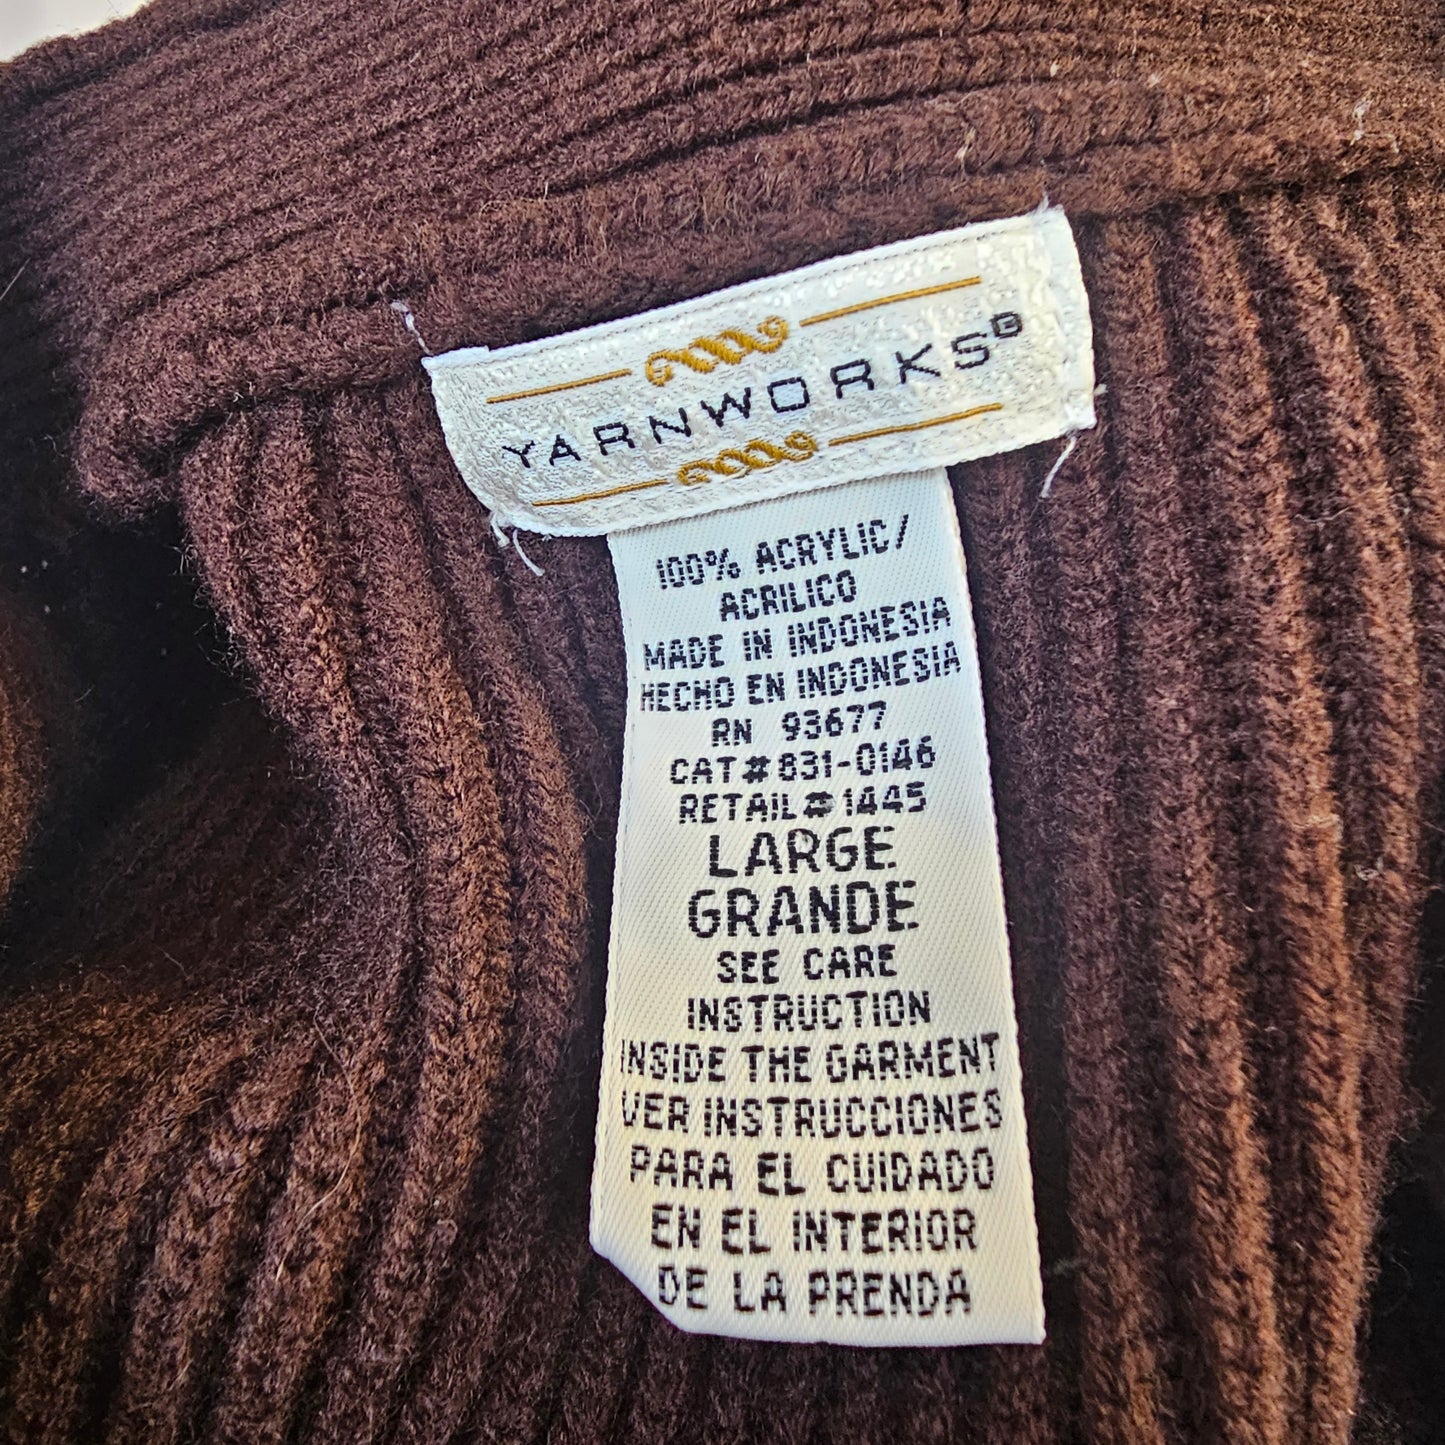 YARNWORKS®
100% ACRYLIC/
ACRILICO
MADE IN INDONESIA
HECHO EN INDONESIA
RN 93677
CAT#831-0146
RETAIL#1445
LARGE
GRANDE
SEE CARE
INSTRUCTION
INSIDE THE GARMENT
VER INSTRUCCIONES
PARA EL CUIDADO
EN EL INTERIOR
DE LA PRENDA